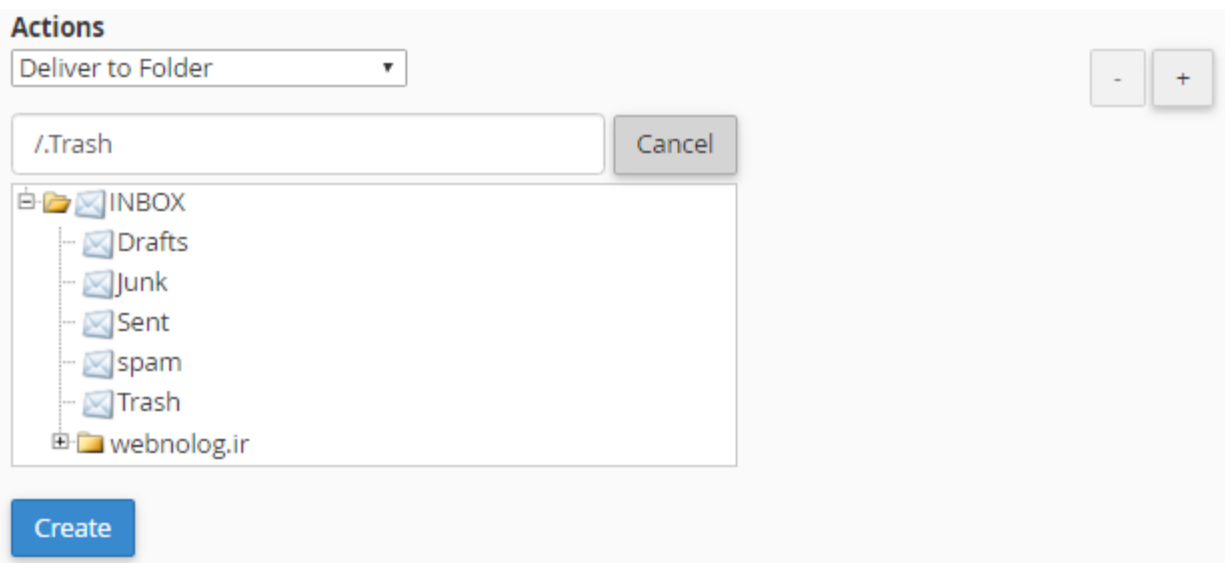 Actions
Deliver to Folder
- +
/.Trash Cancel
INBOX
Drafts
Junk
Sent
spam
Trash
webnolog.ir
Create